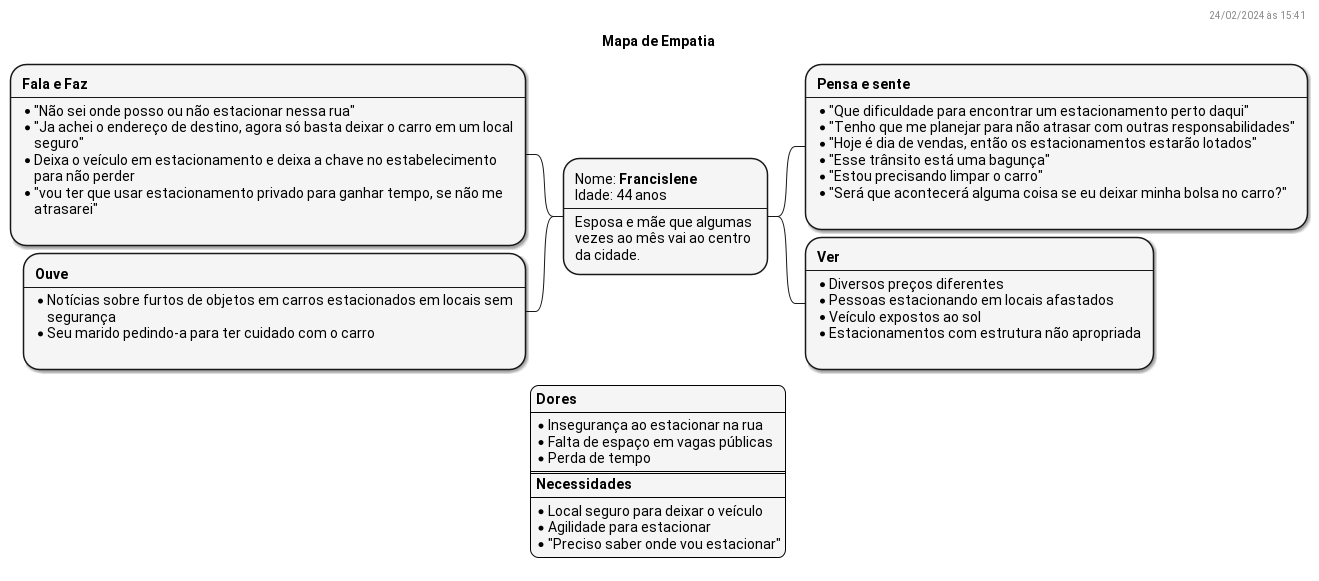 24/02/2024 às 15:41
Mapa de Empatia
Fala e Faz
"Não sei onde posso ou não estacionar nessa rua"
"Ja achei o endereço de destino, agora só basta deixar o carro em um local
seguro"
Deixa o veículo em estacionamento e deixa a chave no estabelecimento
para não perder
"vou ter que usar estacionamento privado para ganhar tempo, se não me
atrasarei"
Ouve
Notícias sobre furtos de objetos em carros estacionados em locais sem
segurança
Seu marido pedindo-a para ter cuidado com o carro
Nome: Francislene
Idade: 44 anos
Esposa e mãe que algumas
vezes ao mês vai ao centro
da cidade.
Pensa e sente
"Que dificuldade para encontrar um estacionamento perto daqui"
"Tenho que me planejar para não atrasar com outras responsabilidades"
"Hoje é dia de vendas, então os estacionamentos estarão lotados"
"Esse trânsito está uma bagunça"
"Estou precisando limpar o carro"
"Será que acontecerá alguma coisa se eu deixar minha bolsa no carro?"
Ver
Diversos preços diferentes
Pessoas estacionando em locais afastados
Veículo expostos ao sol
Estacionamentos com estrutura não apropriada
Dores
Insegurança ao estacionar na rua
Falta de espaço em vagas públicas
Perda de tempo
Necessidades
Local seguro para deixar o veículo
Agilidade para estacionar
"Preciso saber onde vou estacionar"